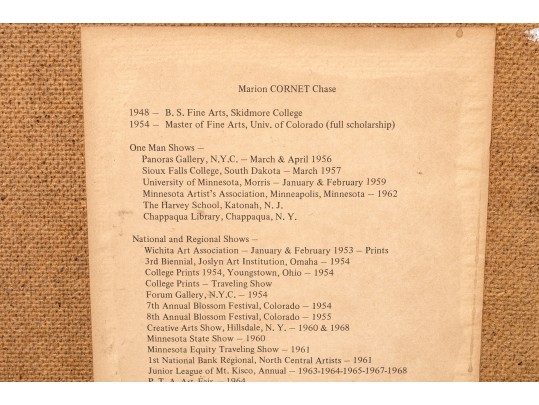 Marion CORNET Chase
1948 – B. S. Fine Arts, Skidmore College
1954 – Master of Fine Arts, Univ. of Colorado (full scholarship)
One Man Shows –
Panoras Gallery, N.Y.C. – March & April 1956
Sioux Falls College, South Dakota – March 1957
University of Minnesota, Morris – January & February 1959
Minnesota Artist's Association, Minneapolis, Minnesota – 1962
The Harvey School, Katonah, N. J.
Chappaqua Library, Chappaqua, N. Y.
National and Regional Shows –
Wichita Art Association – January & February 1953 – Prints
3rd Biennial, Joslyn Art Institution, Omaha – 1954
College Prints 1954, Youngstown, Ohio – 1954
College Prints – Traveling Show
Forum Gallery, N.Y.C. – 1954
7th Annual Blossom Festival, Colorado – 1954
8th Annual Blossom Festival, Colorado – 1955
Creative Arts Show, Hillsdale, N. Y. – 1960 & 1968
Minnesota State Show – 1960
Minnesota Equity Traveling Show – 1961
1st National Bank Regional, North Central Artists – 1961
Junior League of Mt. Kisco, Annual – 1963-1964-1965-1967-1968
P. T. A. Art Fair – 1964